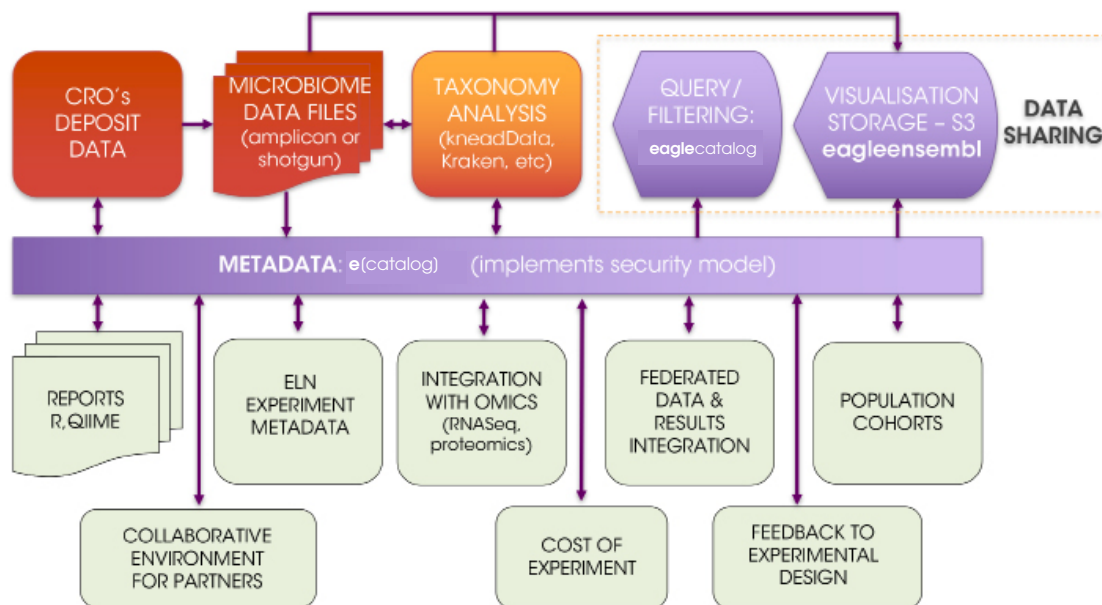 CRO's
DEPOSIT
DATA
MICROBIOME
DATA FILES
(amplicon or
shotgun)
TAXONOMY
ANALYSIS
(kneadData,
Kraken, etc)
QUERY/
FILTERING:
eaglecatalog
VISUALISATION
STORAGE – S3
eagleensembl
DATA
SHARING
METADATA: e[catalog] (implements security model)
REPORTS
R,QIIME
ELN
EXPERIMENT
METADATA
INTEGRATION
WITH OMICS
(RNASeq,
proteomics)
FEDERATED
DATA &
RESULTS
INTEGRATION
POPULATION
COHORTS
COLLABORATIVE
ENVIRONMENT
FOR PARTNERS
COST OF
EXPERIMENT
FEEDBACK TO
EXPERIMENTAL
DESIGN